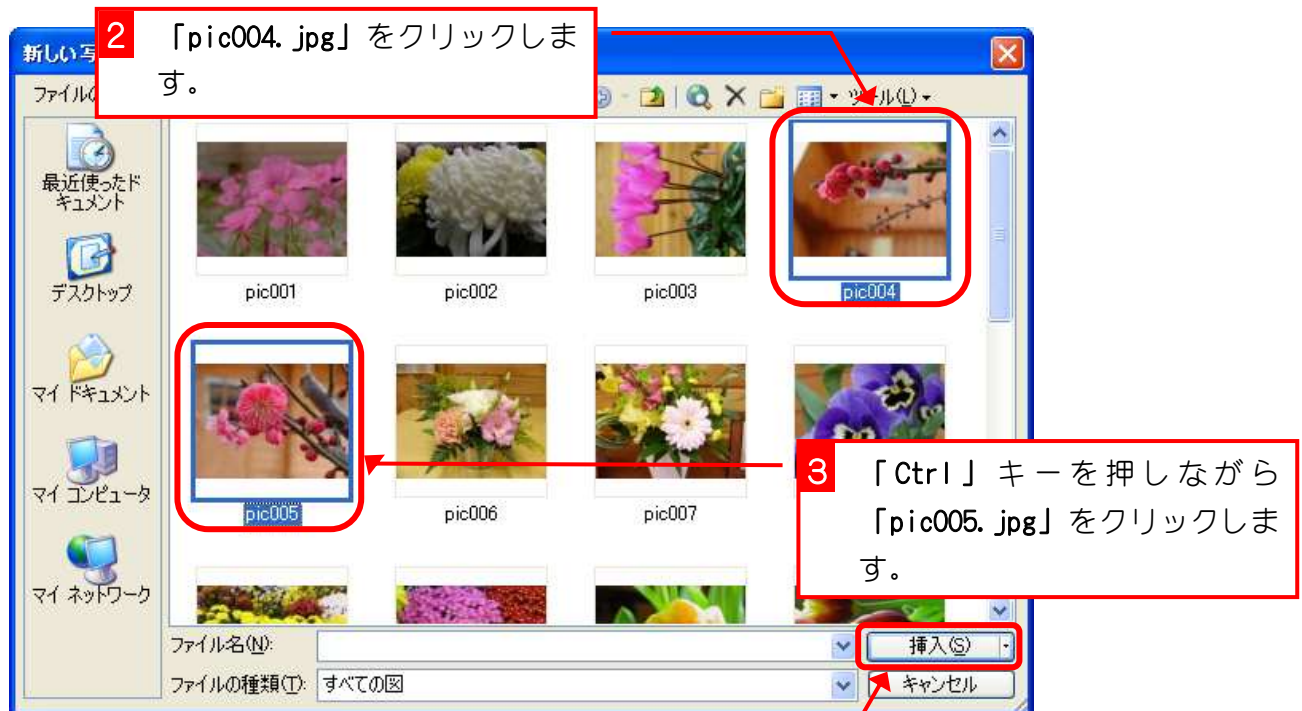 2 「pic004.jpg」をクリックしま
す。
新しい写
ファイルの
ツール(L)
最近使ったド
キュメント
デスクトップ
マイ ドキュメント
マイ コンピュータ
マイ ネットワーク
pic001 pic002 pic003 pic004
pic005 pic006 pic007
3 「Ctrl」キーを押しながら
「pic005.jpg」をクリックしま
す。
ファイル名(N): 挿入(S)
ファイルの種類(T): すべての図 キャンセル